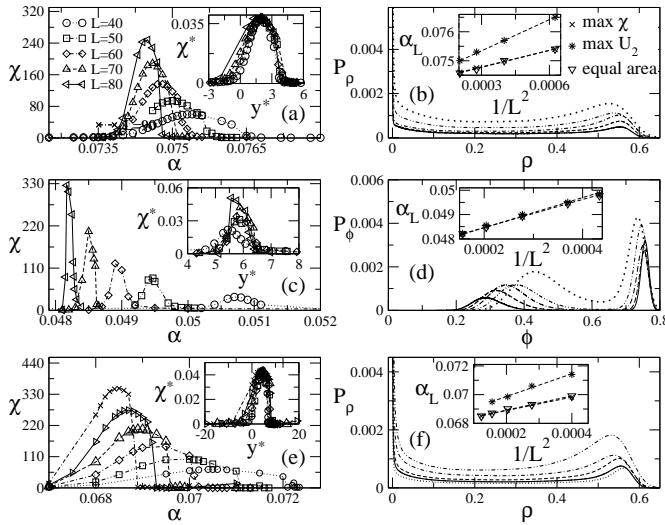 χ
320
240
160
80
0
L=40
L=50
L=60
L=70
L=80
0.035
0
-6 -3 0 3 6
χ*
y*
(a)
0.0735 0.0745 0.0755 0.0765
α
P_ρ
0.004
0.002
0
α_L
0.076
0.075
0.0003 0.0006
1/L²
× max χ
max U₂
equal area
(b)
0 0.2 0.4 0.6 0.8
ρ
χ
330
220
110
0
0.06
0.03
0
4 5 6 7 8 9
χ*
y*
(c)
0.048 0.049 0.05 0.051 0.052
α
P_ϕ
0.006
0.004
0.002
0
α_L
0.05
0.049
0.048
0.0002 0.0004
1/L²
(d)
0 0.2 0.4 0.6 0.8
ϕ
χ
440
330
220
110
0
0.04
0.02
0
-20 -10 0 10 20
χ*
y*
(e)
0.068 0.07 0.072
α
P_ρ
0.004
0.002
0
α_L
0.072
0.07
0.068
0.0002 0.0004
1/L²
(f)
0 0.2 0.4 0.6 0.8
ρ